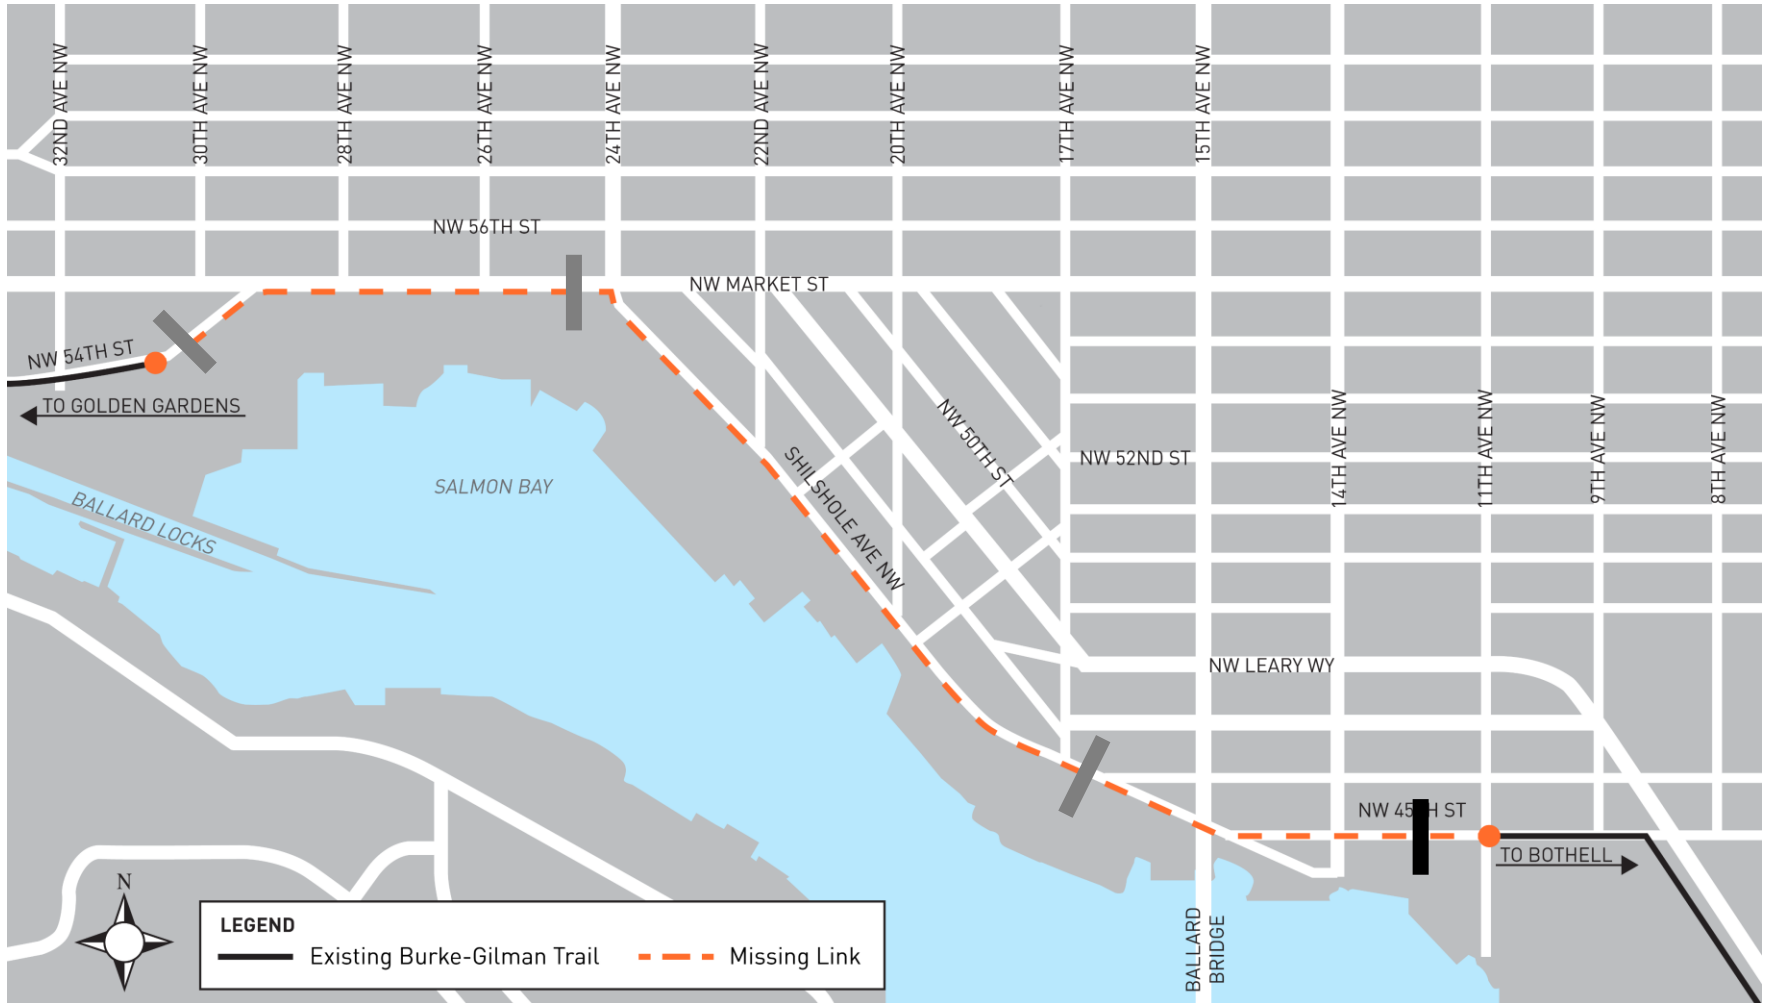 32ND AVE NW
30TH AVE NW
28TH AVE NW
26TH AVE NW
24TH AVE NW
22ND AVE NW
20TH AVE NW
17TH AVE NW
15TH AVE NW
NW 56TH ST
NW MARKET ST
NW 54TH ST
TO GOLDEN GARDENS
BALLARD LOCKS
SALMON BAY
SHILSHOLE AVE NW
NW 50TH ST
NW 52ND ST
14TH AVE NW
11TH AVE NW
9TH AVE NW
8TH AVE NW
NW LEARY WY
NW 45TH ST
TO BOTHELL
BALLARD
BRIDGE
N
LEGEND
Existing Burke-Gilman Trail
Missing Link